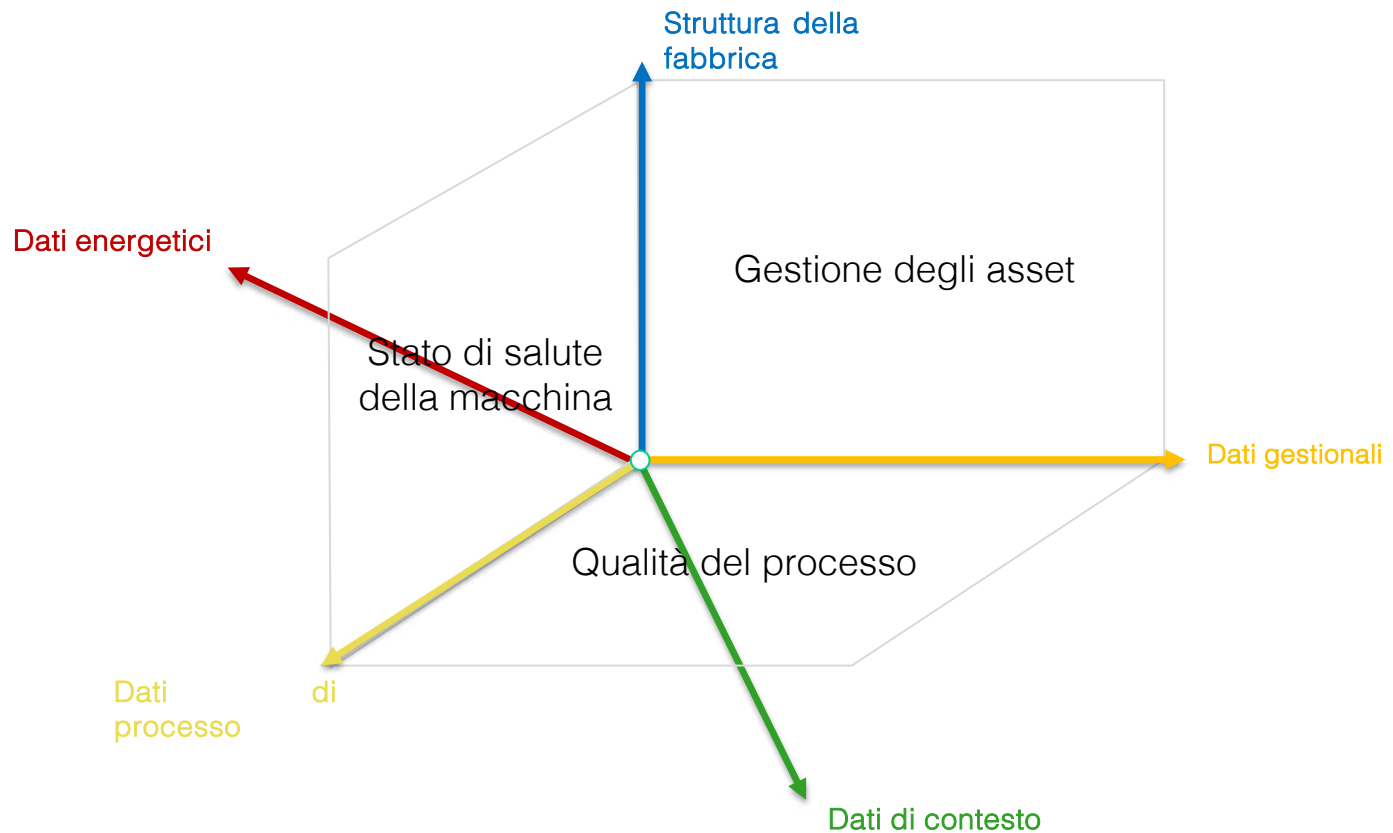 Struttura della
fabbrica
Dati energetici
Gestione degli asset
Stato di salute
della macchina
Dati gestionali
Qualità del processo
Dati di
processo
Dati di contesto